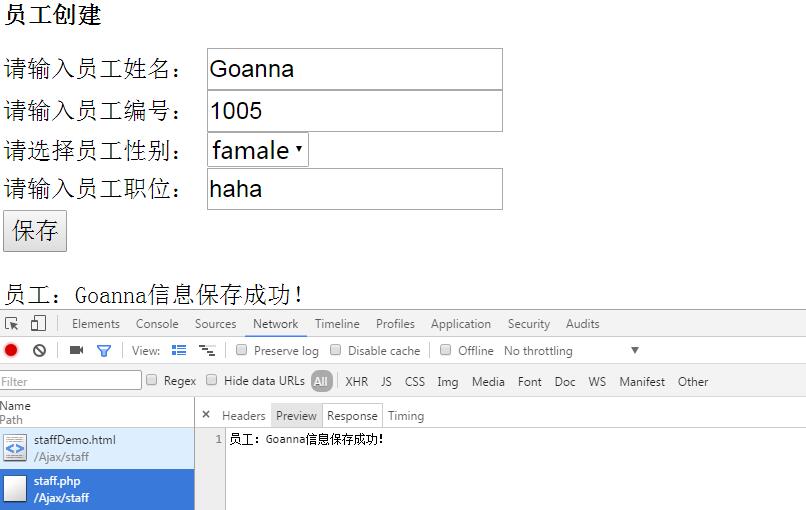 员工创建
请输入员工姓名： Goanna
请输入员工编号： 1005
请选择员工性别： famale
请输入员工职位： haha
保存
员工：Goanna信息保存成功！
Elements Console Sources Network Timeline Profiles Application Security Audits
View: Preserve log Disable cache Offline No throttling
Filter Regex Hide data URLs All XHR JS CSS Img Media Font Doc WS Manifest Other
Name
Path
× Headers Preview Response Timing
staffDemo.html
/Ajax/staff
staff.php
/Ajax/staff
1 员工：Goanna信息保存成功！